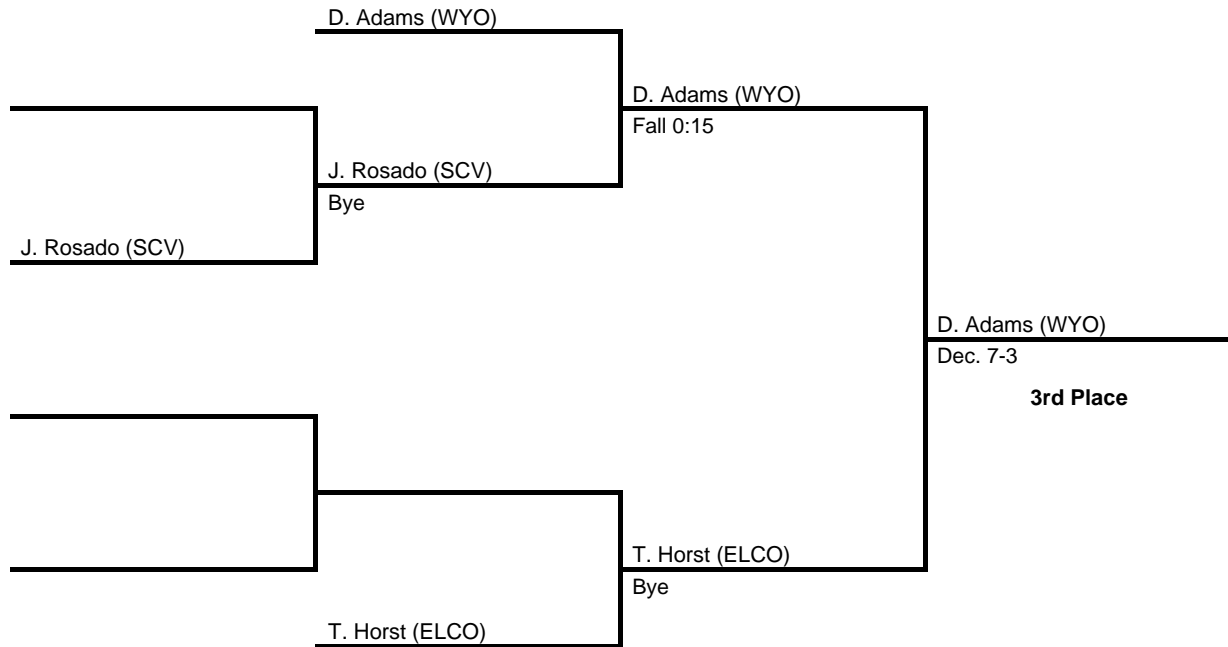 D. Adams (WYO)
D. Adams (WYO)
Fall 0:15
J. Rosado (SCV)
Bye
J. Rosado (SCV)
D. Adams (WYO)
Dec. 7-3
3rd Place
T. Horst (ELCO)
Bye
T. Horst (ELCO)